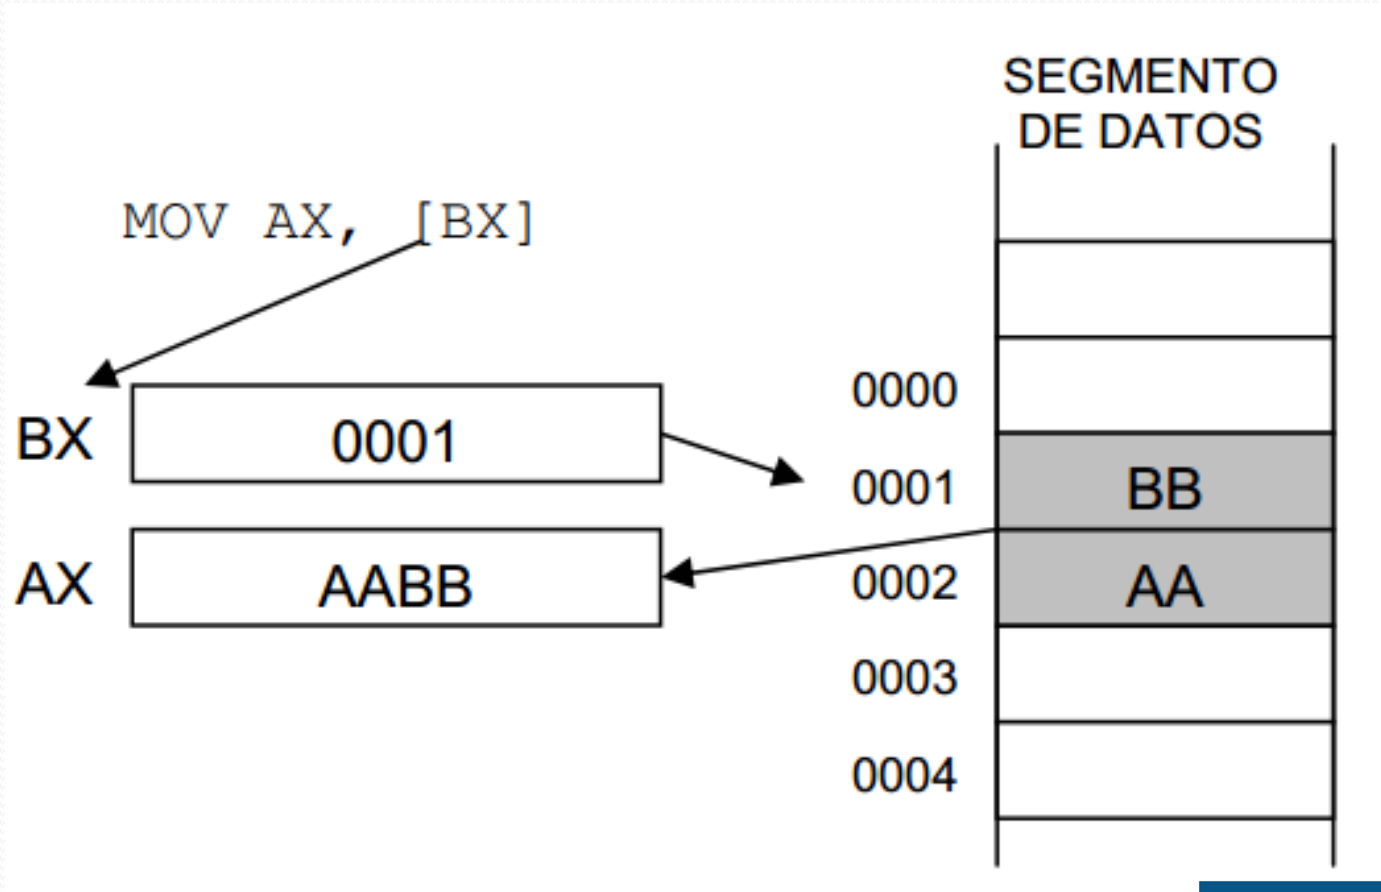 SEGMENTO
DE DATOS
MOV AX, [BX]
0000
BX 0001
0001 BB
AX AABB
0002 AA
0003
0004